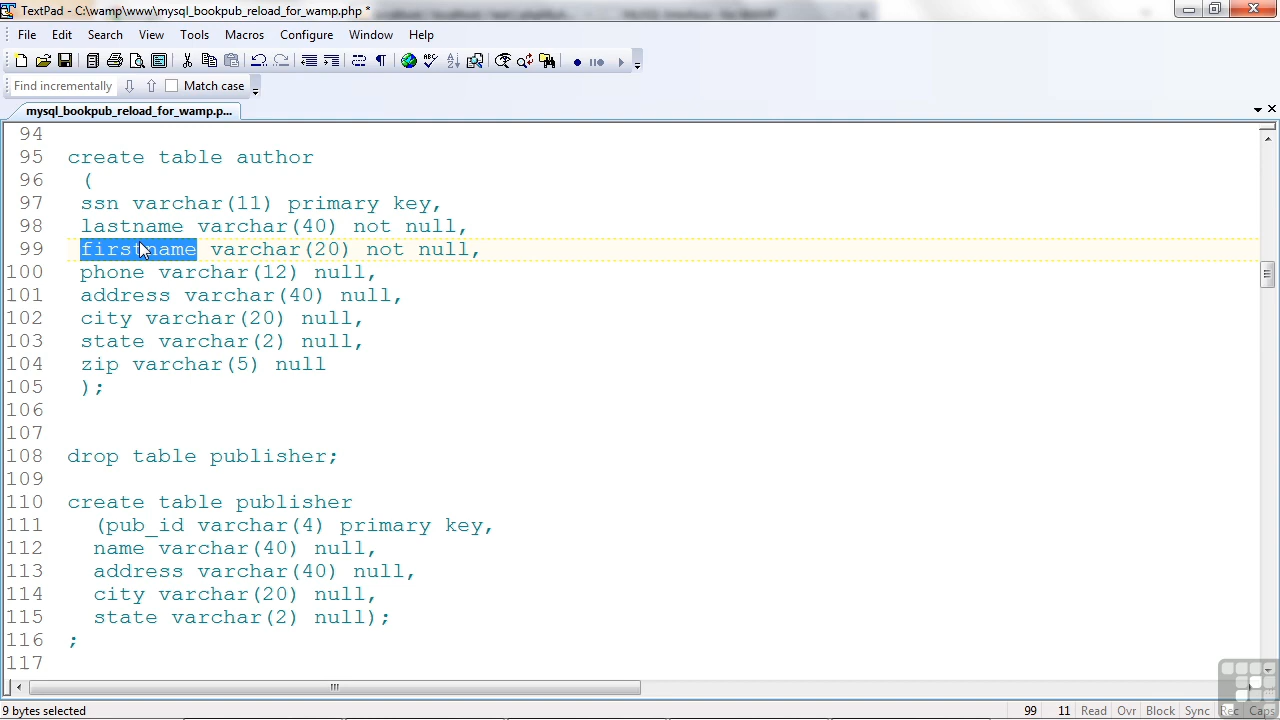 TextPad - C:\wamp\www\mysql_bookpub_reload_for_wamp.php *
File Edit Search View Tools Macros Configure Window Help
Find incrementally Match case
mysql_bookpub_reload_for_wamp.p...
94
95 create table author
96 (
97 ssn varchar(11) primary key,
98 lastname varchar(40) not null,
99 firstname varchar(20) not null,
100 phone varchar(12) null,
101 address varchar(40) null,
102 city varchar(20) null,
103 state varchar(2) null,
104 zip varchar(5) null
105 );
106
107
108 drop table publisher;
109
110 create table publisher
111 (pub_id varchar(4) primary key,
112 name varchar(40) null,
113 address varchar(40) null,
114 city varchar(20) null,
115 state varchar(2) null);
116 ;
117
9 bytes selected 99 11 Read Ovr Block Sync Rec Caps